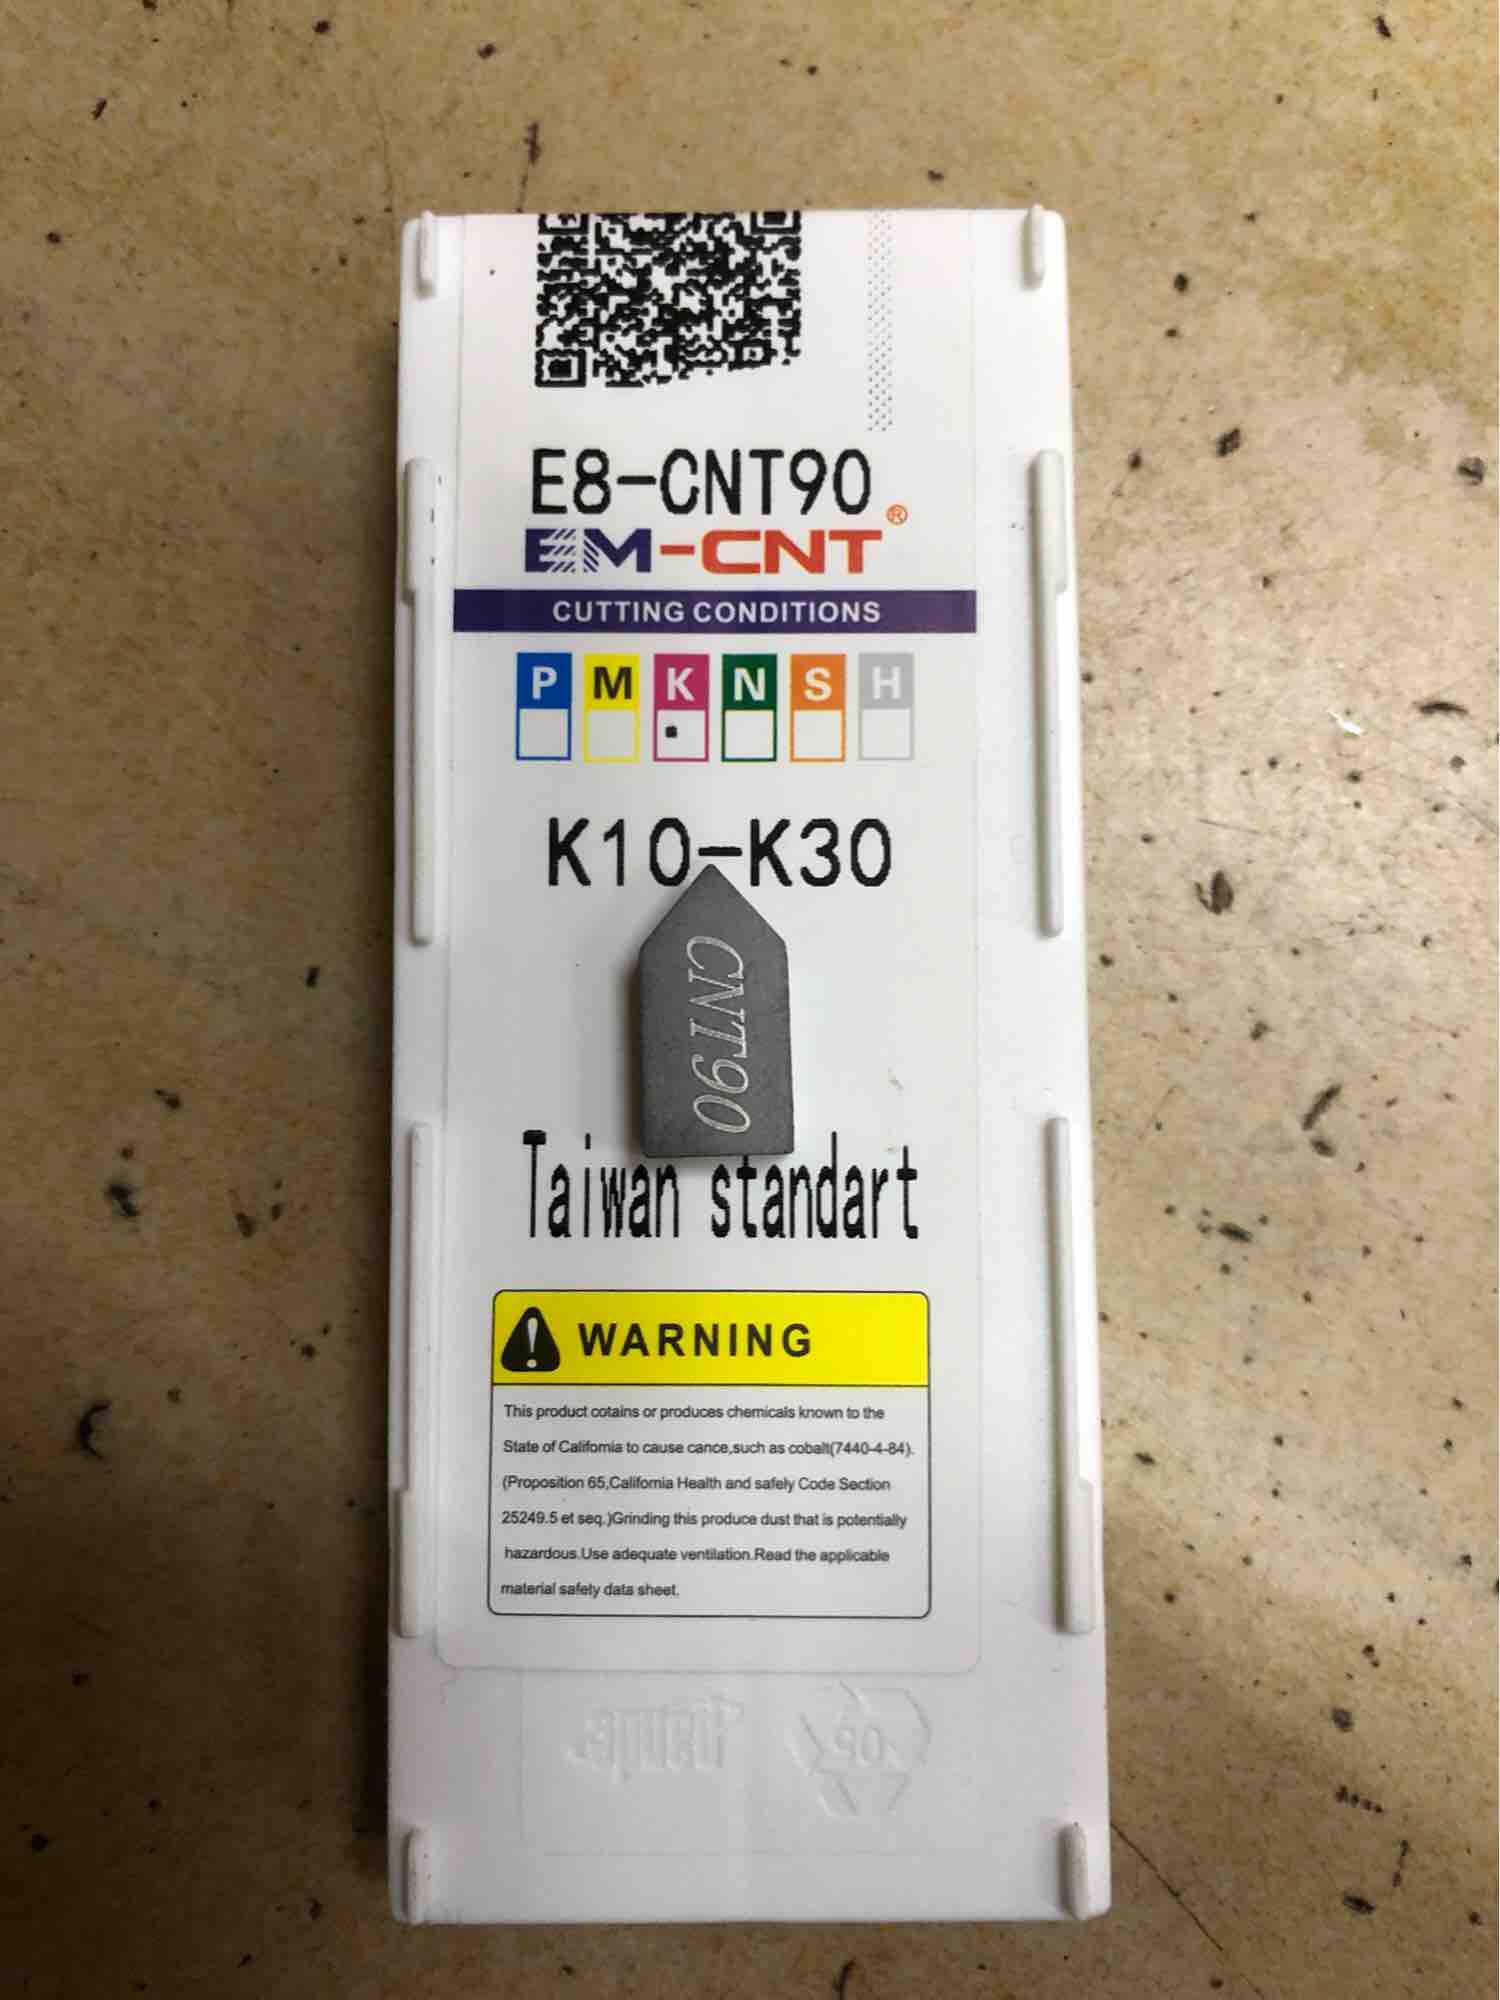 E8-CNT90
EM-CNT®
CUTTING CONDITIONS
P M K N S H
K10-K30
CNT90
Taiwan standart
WARNING
This product cotains or produces chemicals known to the
State of California to cause cance,such as cobalt(7440-4-84).
(Proposition 65,California Health and safely Code Section
25249.5 et seq.)Grinding this produce dust that is potentially
hazardous.Use adequate ventilation.Read the applicable
material safety data sheet.